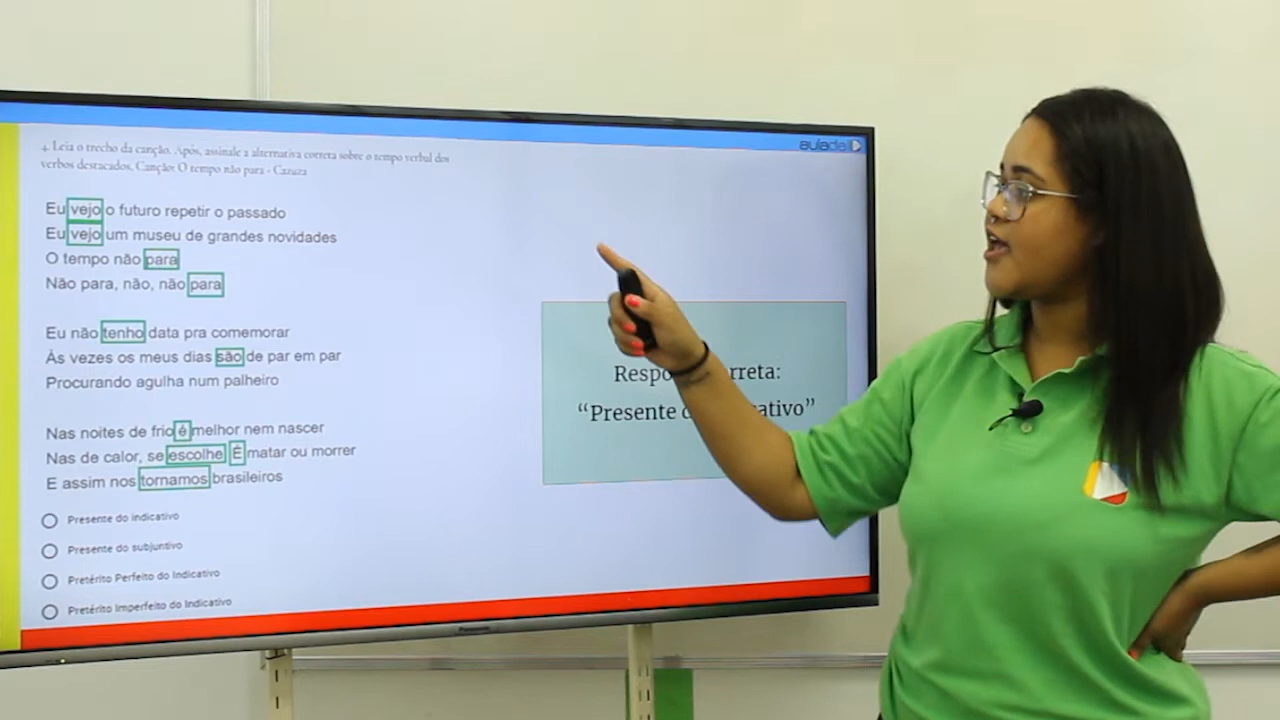 4. Leia o trecho da canção. Após, assinale a alternativa correta sobre o tempo verbal dos
verbos destacados. Canção: O tempo não para - Cazuza
Eu vejo o futuro repetir o passado
Eu vejo um museu de grandes novidades
O tempo não para
Não para, não, não para
Eu não tenho data pra comemorar
Às vezes os meus dias são de par em par
Procurando agulha num palheiro
Nas noites de frio é melhor nem nascer
Nas de calor, se escolhe É matar ou morrer
E assim nos tornamos brasileiros
Presente do indicativo
Presente do subjuntivo
Pretérito Perfeito do Indicativo
Pretérito Imperfeito do Indicativo
“Presente
Panasonic